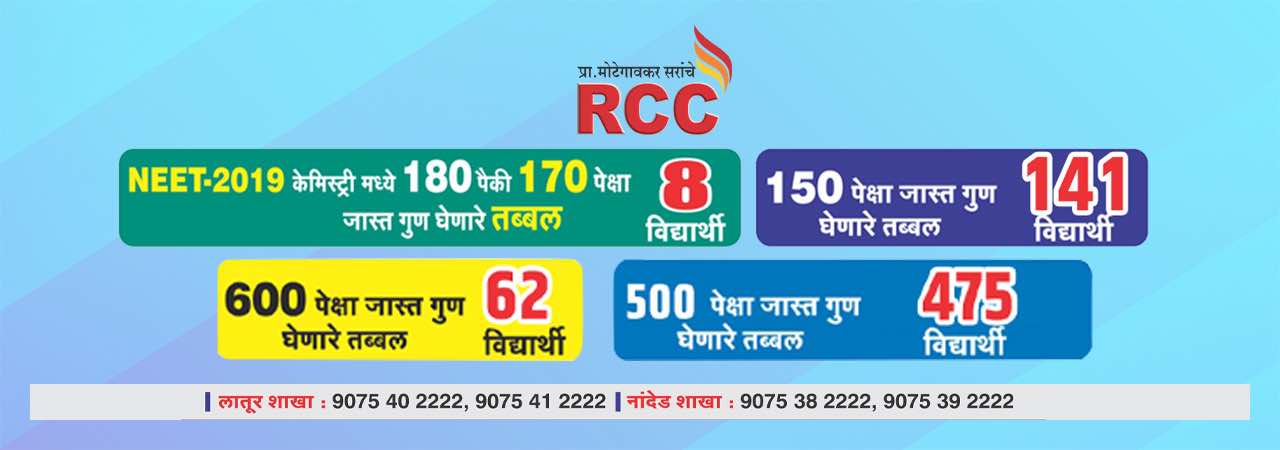 प्रा.मोटेगावकर सरांचे
RCC
NEET-2019 केमिस्ट्री मध्ये 180 पैकी 170 पेक्षा
जास्त गुण घेणारे तब्बल
8
विद्यार्थी
150 पेक्षा जास्त गुण
घेणारे तब्बल
141
विद्यार्थी
600 पेक्षा जास्त गुण
घेणारे तब्बल
62
विद्यार्थी
500 पेक्षा जास्त गुण
घेणारे तब्बल
475
विद्यार्थी
लातूर शाखा : 9075 40 2222, 9075 41 2222 नांदेड शाखा : 9075 38 2222, 9075 39 2222